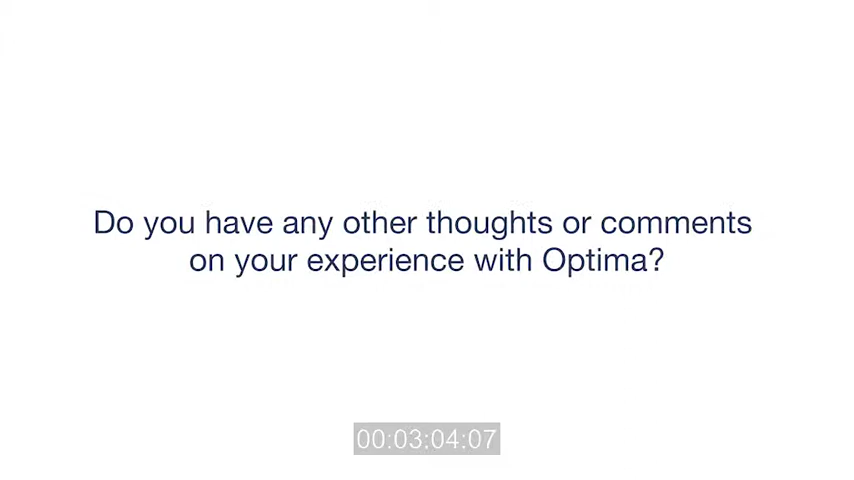 Do you have any other thoughts or comments
on your experience with Optima?
00:03:04:07